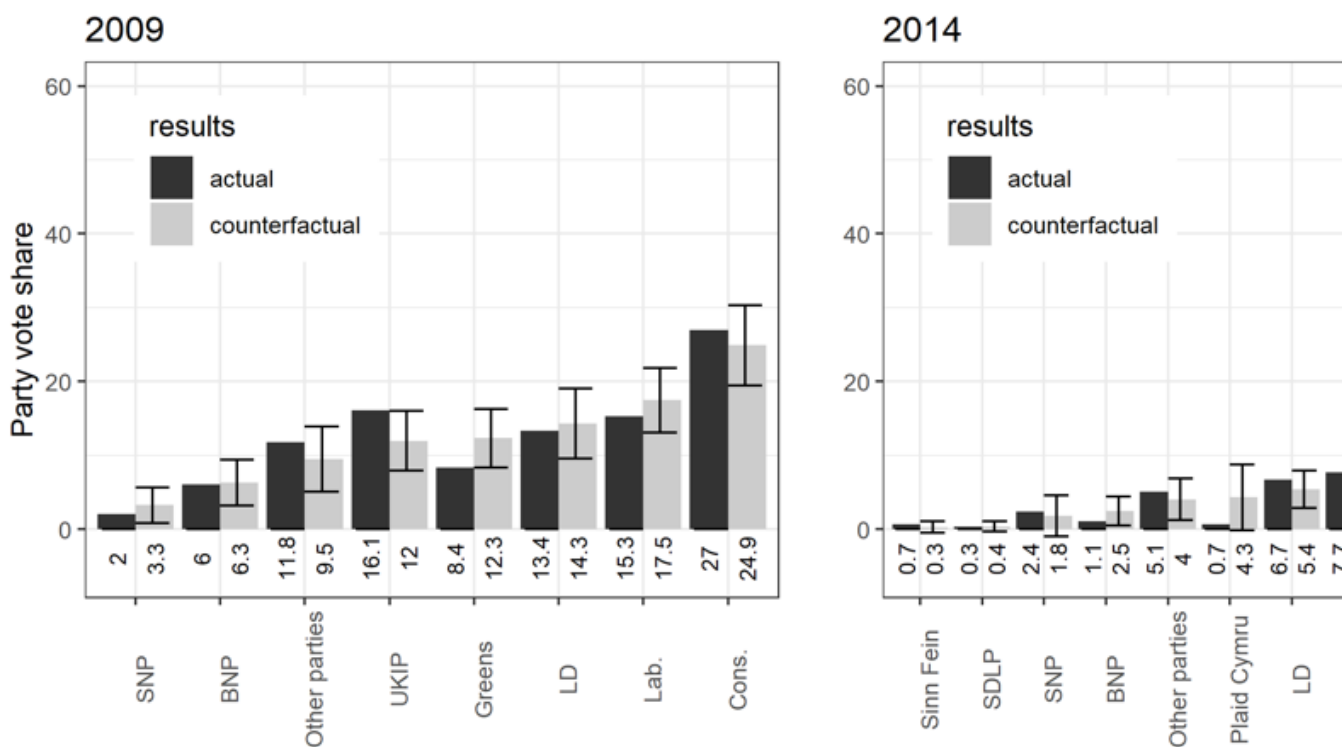 2009
60
40
20
0
Party vote share
results
actual
counterfactual
2 3.3 6 6.3 11.8 9.5 16.1 12 8.4 12.3 13.4 14.3 15.3 17.5 27 24.9
SNP BNP Other parties UKIP Greens LD Lab. Cons.
2014
60
40
20
0
results
actual
counterfactual
0.7 0.3 0.3 0.4 2.4 1.8 1.1 2.5 5.1 4 0.7 4.3 6.7 5.4 7.7
Sinn Fein SDLP SNP BNP Other parties Plaid Cymru LD